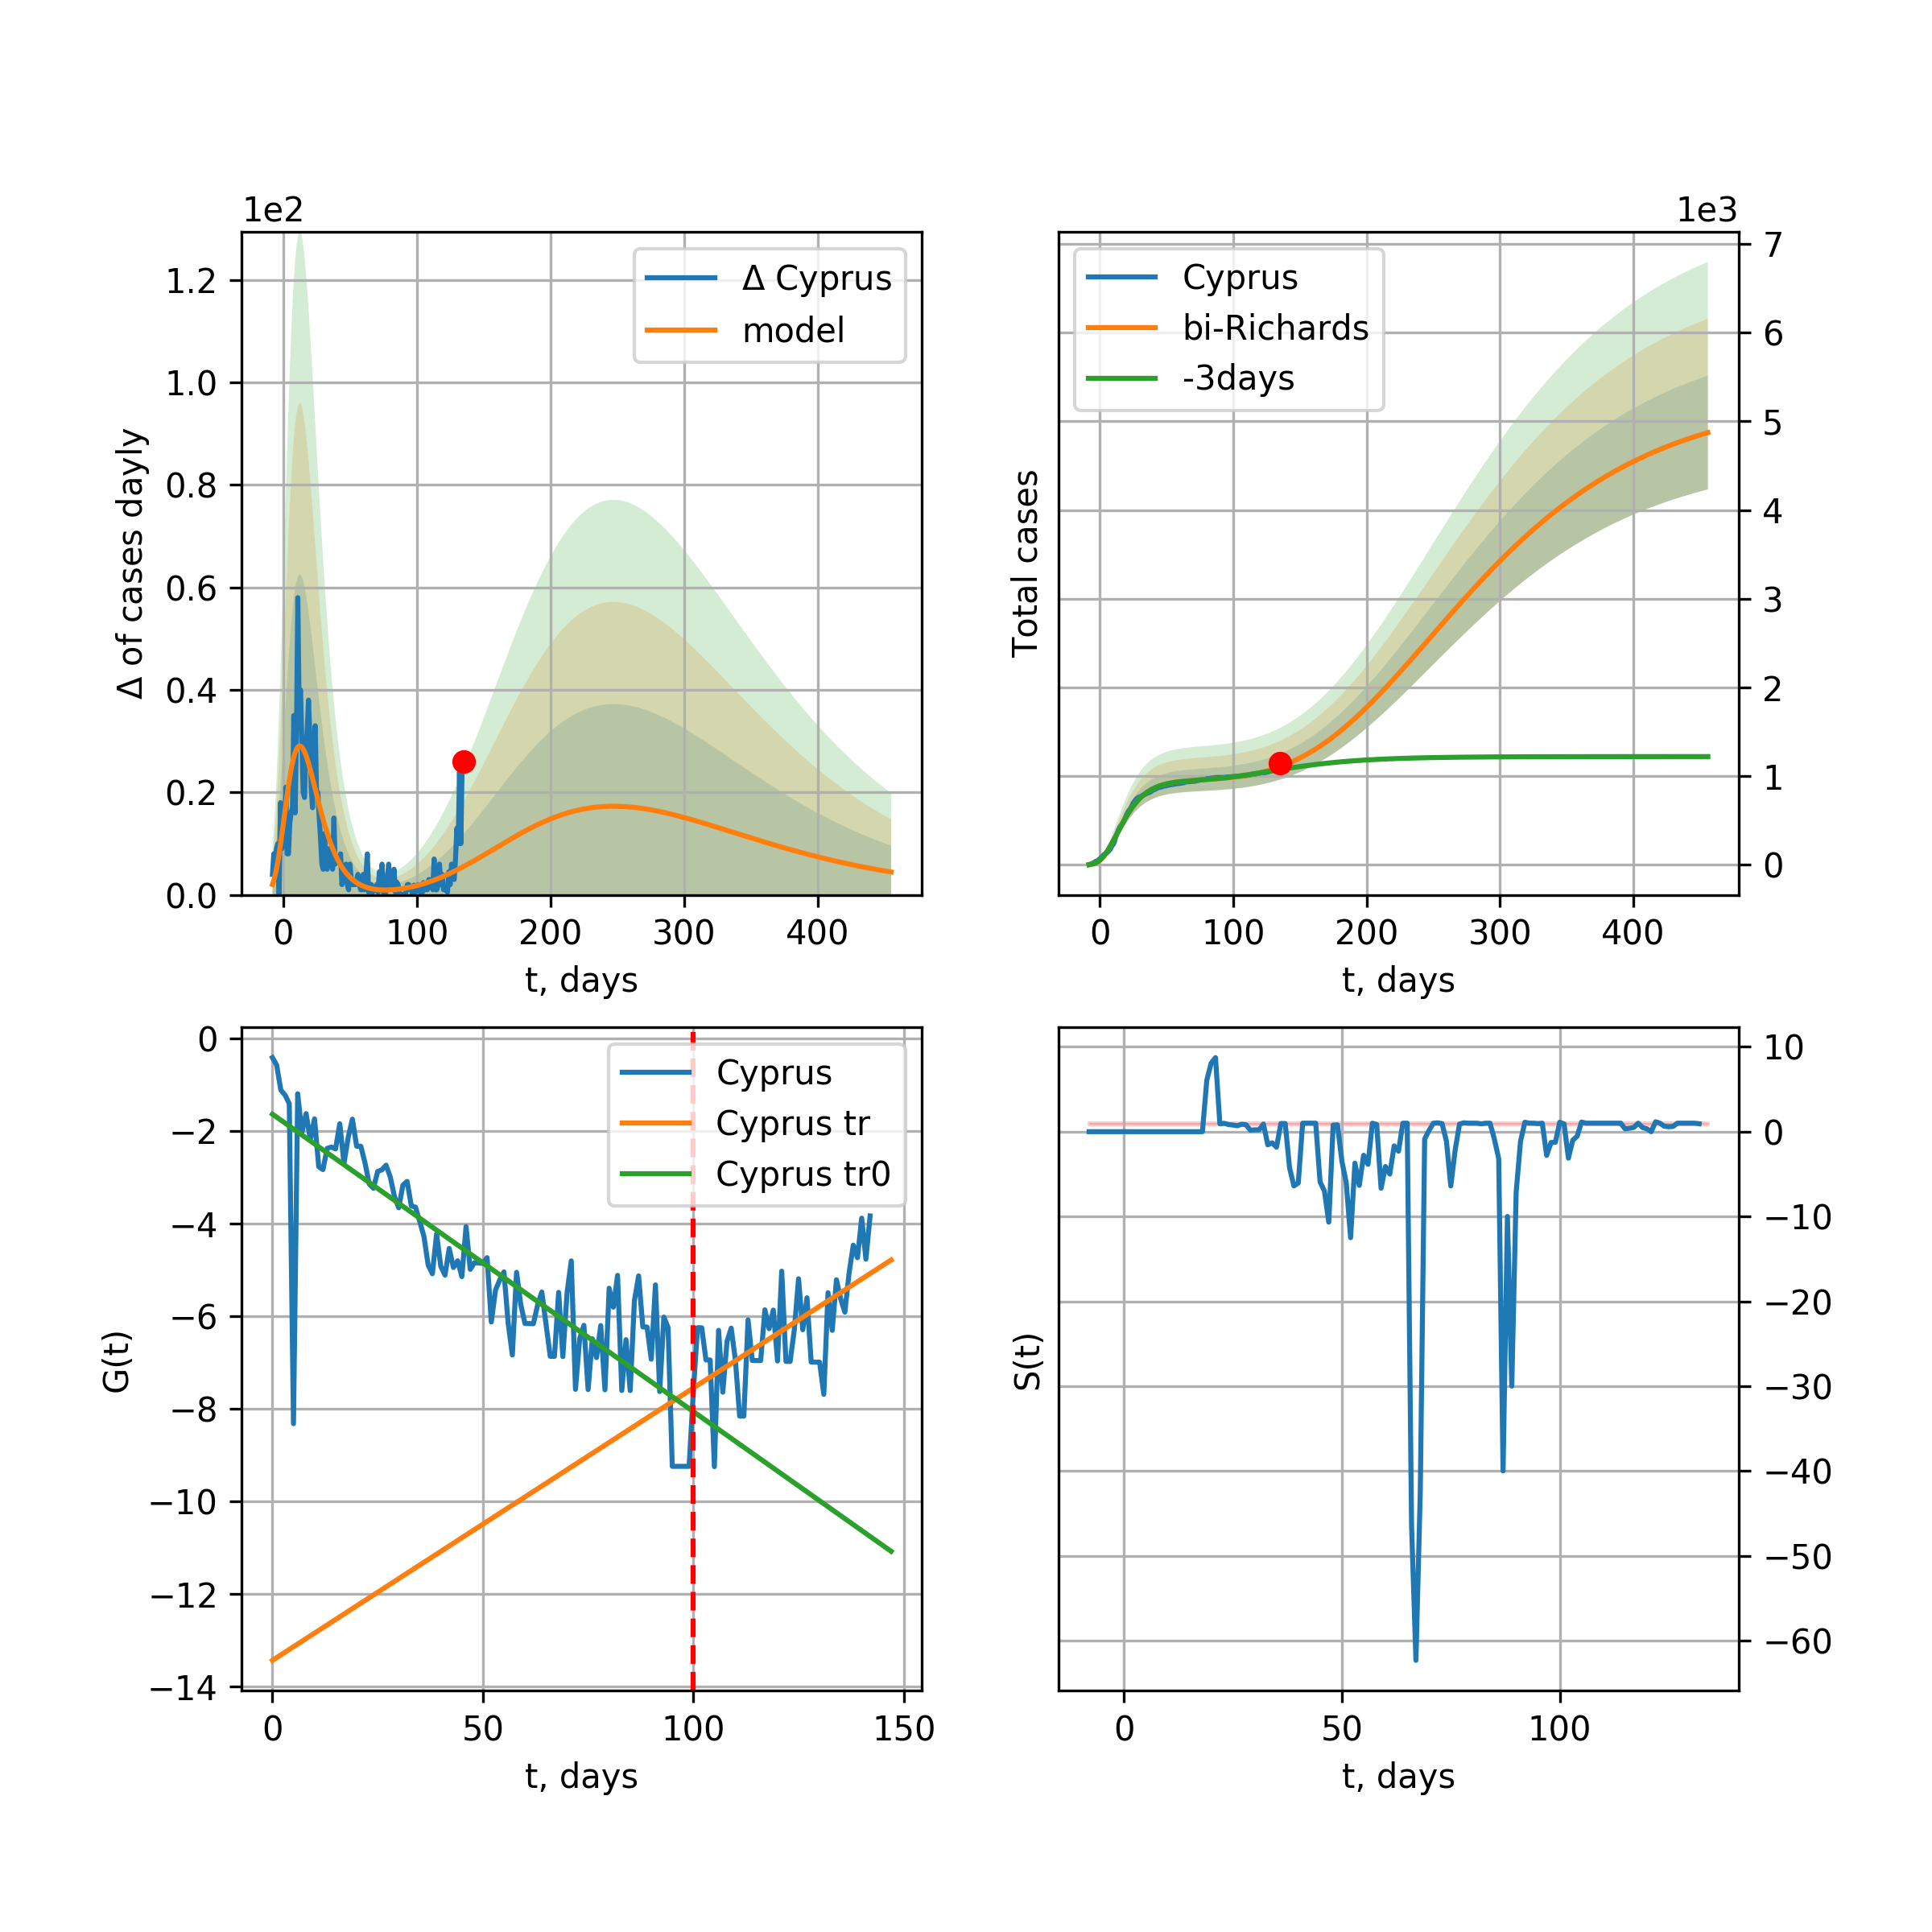 1e2
1.2
1.0
0.8
0.6
0.4
0.2
0.0
Δ of cases dayly
Δ Cyprus
model
0 100 200 300 400
t, days
1e3
7
6
5
4
3
2
1
0
Total cases
Cyprus
bi-Richards
-3days
0 100 200 300 400
t, days
0
−2
−4
−6
−8
−10
−12
−14
G(t)
Cyprus
Cyprus tr
Cyprus tr0
0 50 100 150
t, days
10
0
−10
−20
−30
−40
−50
−60
S(t)
0 50 100
t, days